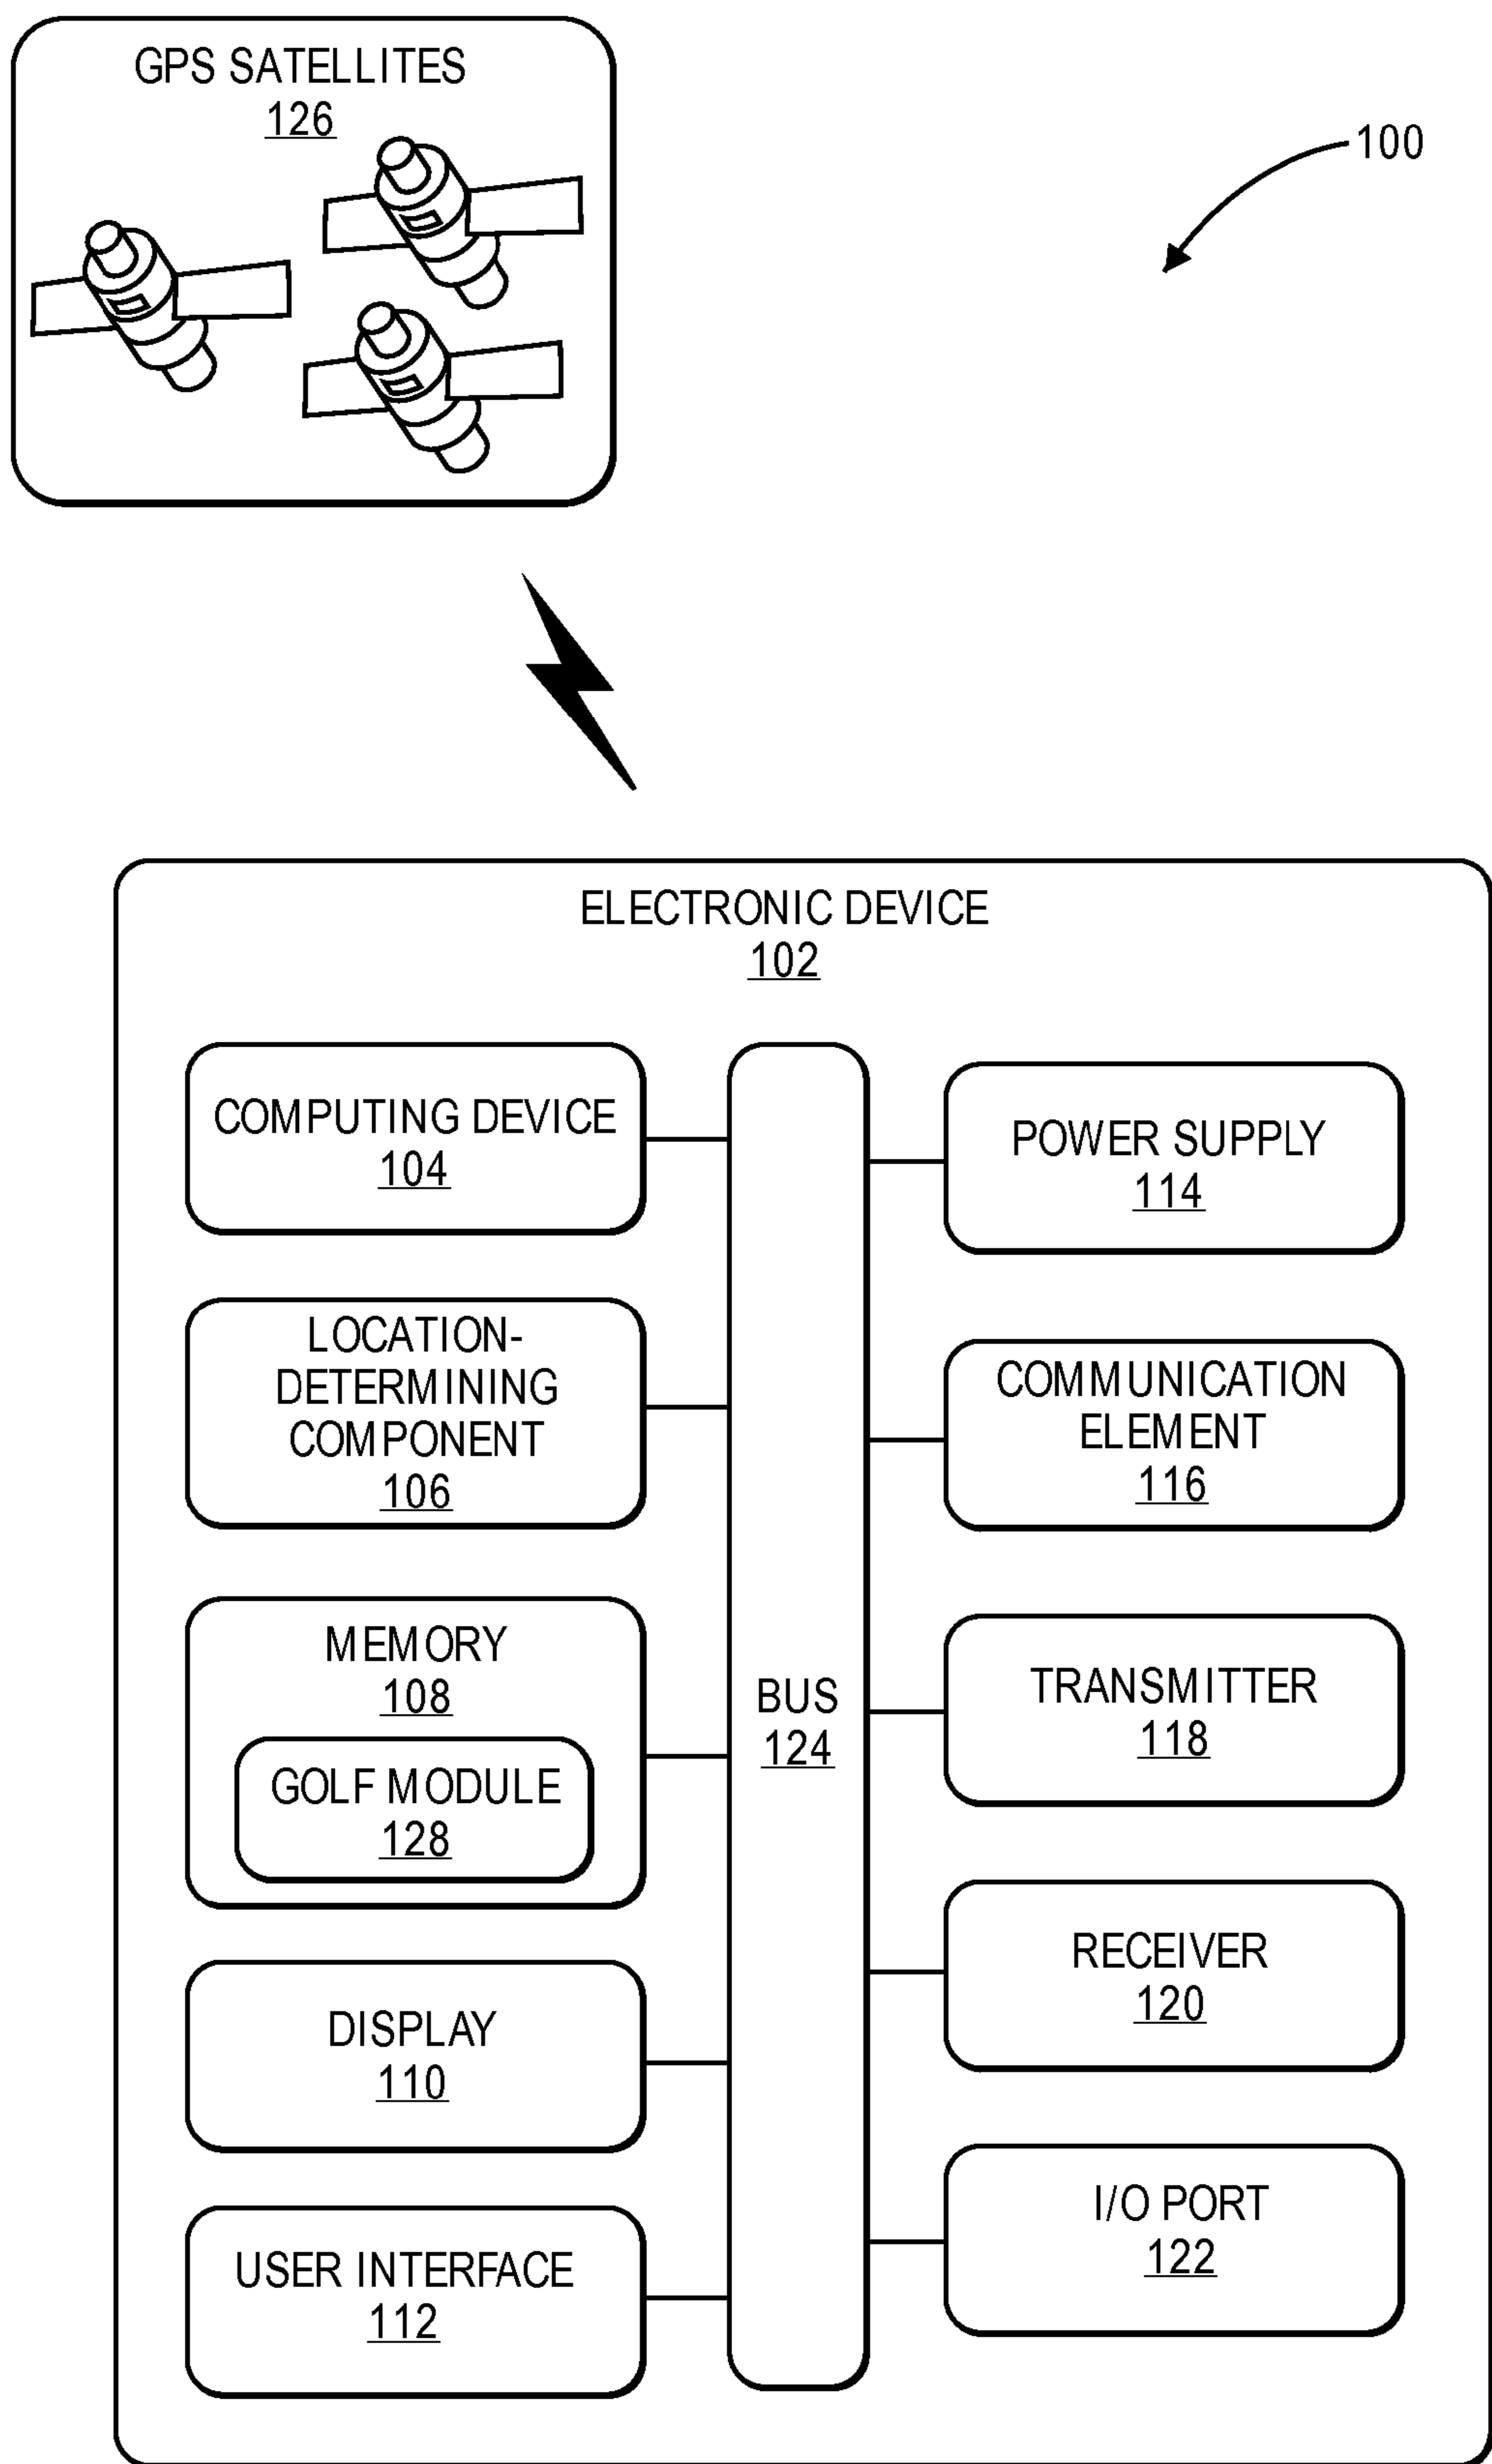 GPS SATELLITES
126
100
ELECTRONIC DEVICE
102
COMPUTING DEVICE
104
LOCATION-
DETERMINING
COMPONENT
106
MEMORY
108
GOLF MODULE
128
DISPLAY
110
USER INTERFACE
112
BUS
124
POWER SUPPLY
114
COMMUNICATION
ELEMENT
116
TRANSMITTER
118
RECEIVER
120
I/O PORT
122